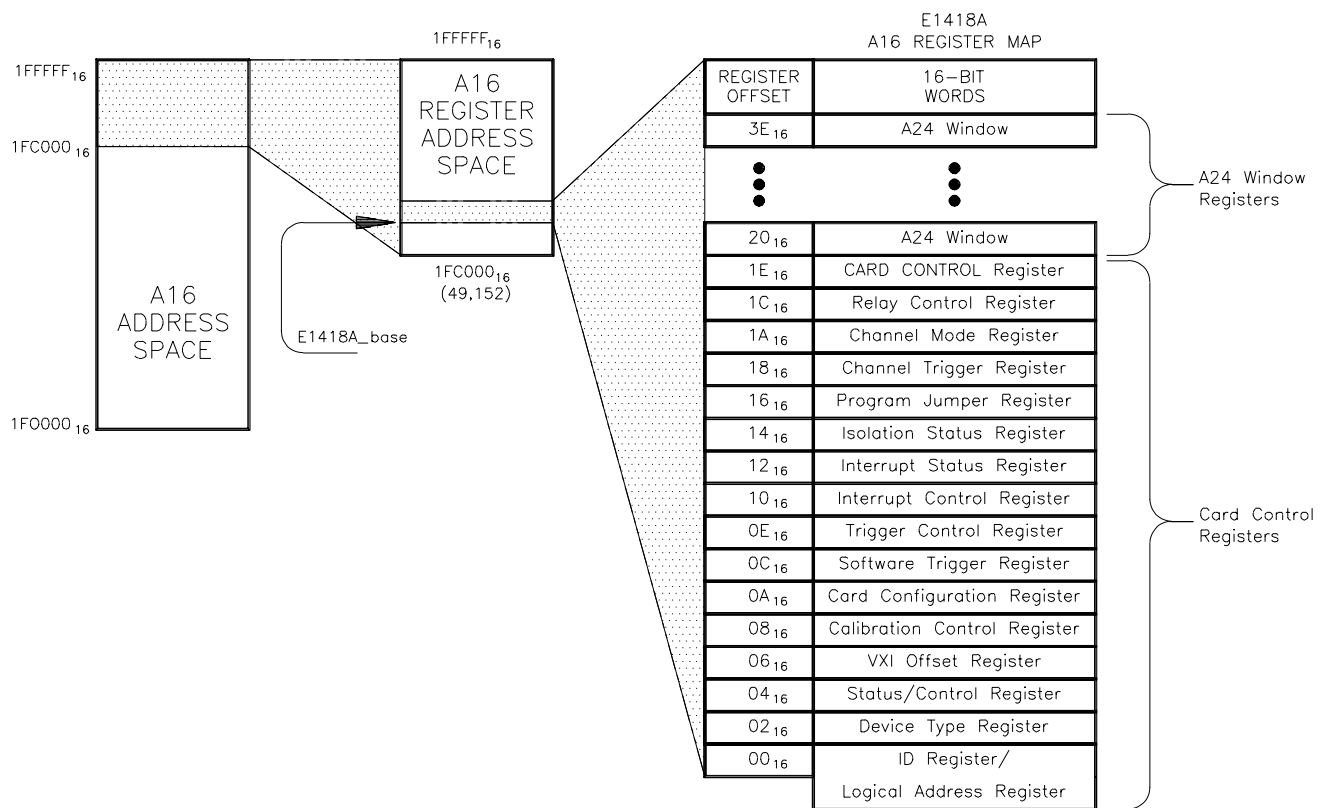 E1418A
A16 REGISTER MAP
1FFFFF16
1FFFFF16
1FC000 16
A16
ADDRESS
SPACE
1F0000 16
A16
REGISTER
ADDRESS
SPACE
1FC00016
(49,152)
E1418A_base
REGISTER
OFFSET
16-BIT
WORDS
3E16 A24 Window
2016 A24 Window
1E16 CARD CONTROL Register
1C16 Relay Control Register
1A16 Channel Mode Register
1816 Channel Trigger Register
1616 Program Jumper Register
1416 Isolation Status Register
1216 Interrupt Status Register
1016 Interrupt Control Register
0E16 Trigger Control Register
0C16 Software Trigger Register
0A16 Card Configuration Register
0816 Calibration Control Register
0616 VXI Offset Register
0416 Status/Control Register
0216 Device Type Register
0016 ID Register/
Logical Address Register
A24 Window
Registers
Card Control
Registers